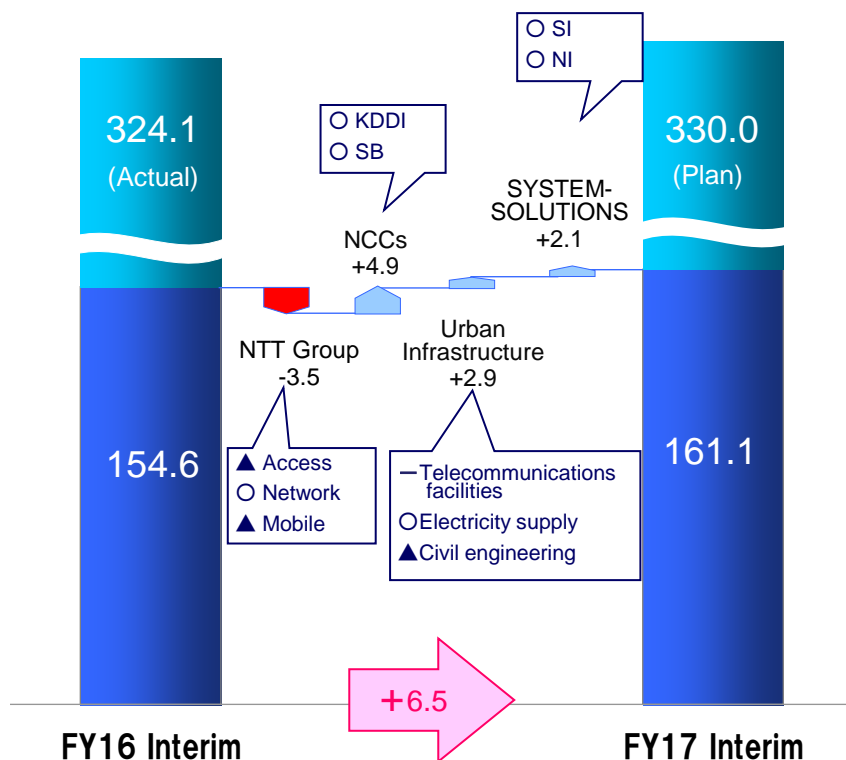 324.1
(Actual)
154.6
FY16 Interim
NTT Group
-3.5
▲ Access
○ Network
▲ Mobile
○ KDDI
○ SB
NCCs
+4.9
Urban
Infrastructure
+2.9
－Telecommunications
facilities
○Electricity supply
▲Civil engineering
○ SI
○ NI
SYSTEM-
SOLUTIONS
+2.1
330.0
(Plan)
161.1
FY17 Interim
+6.5